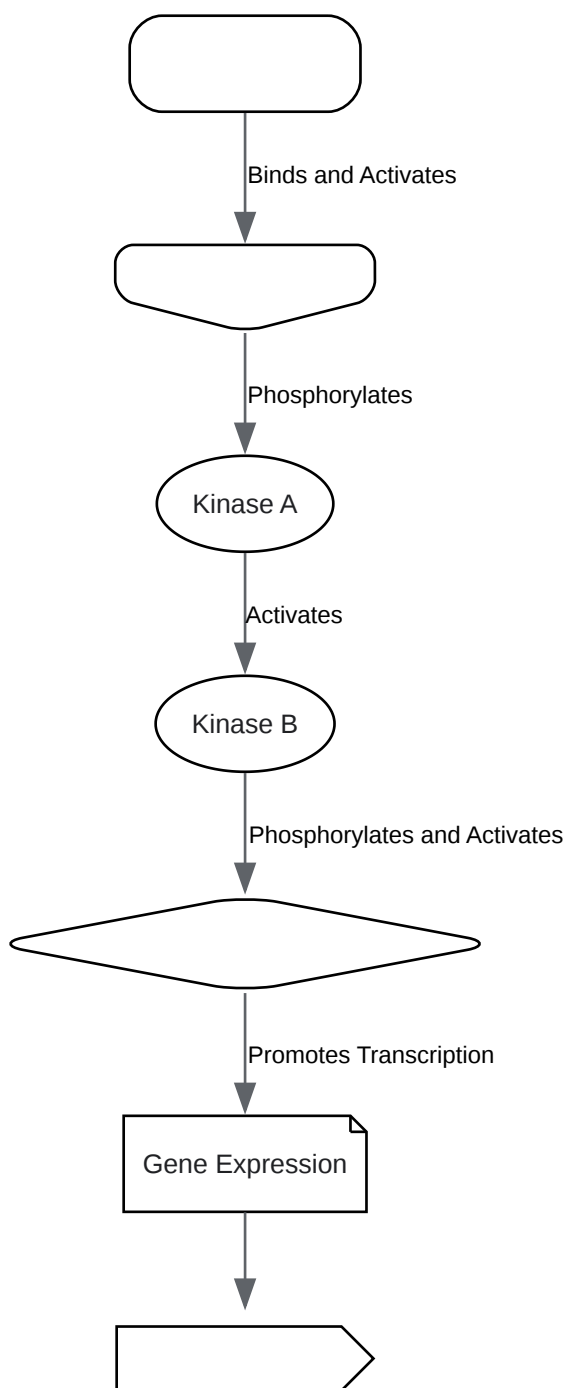 Binds and Activates
Phosphorylates
Kinase A
Activates
Kinase B
Phosphorylates and Activates
Promotes Transcription
Gene Expression